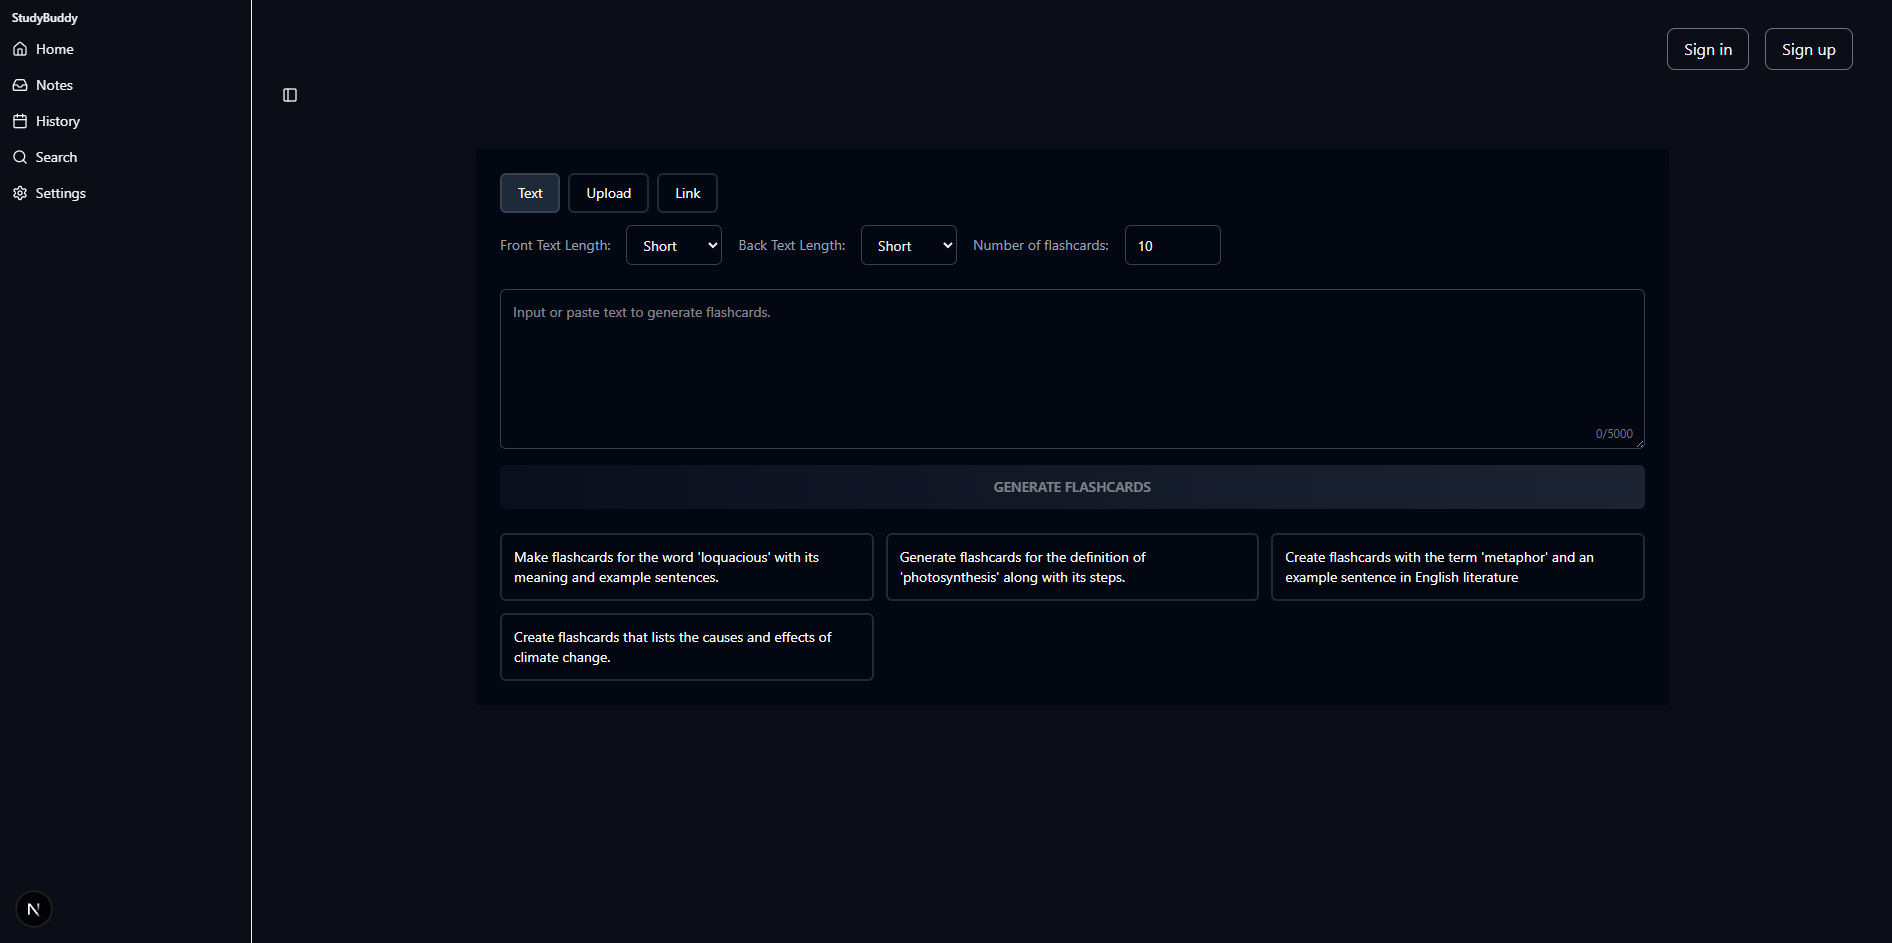 StudyBuddy
Home
Notes
History
Search
Settings
Sign in
Sign up
Text
Upload
Link
Front Text Length:
Short
Back Text Length:
Short
Number of flashcards:
10
Input or paste text to generate flashcards.
0/5000
GENERATE FLASHCARDS
Make flashcards for the word 'loquacious' with its
meaning and example sentences.
Generate flashcards for the definition of
'photosynthesis' along with its steps.
Create flashcards with the term 'metaphor' and an
example sentence in English literature
Create flashcards that lists the causes and effects of
climate change.
N